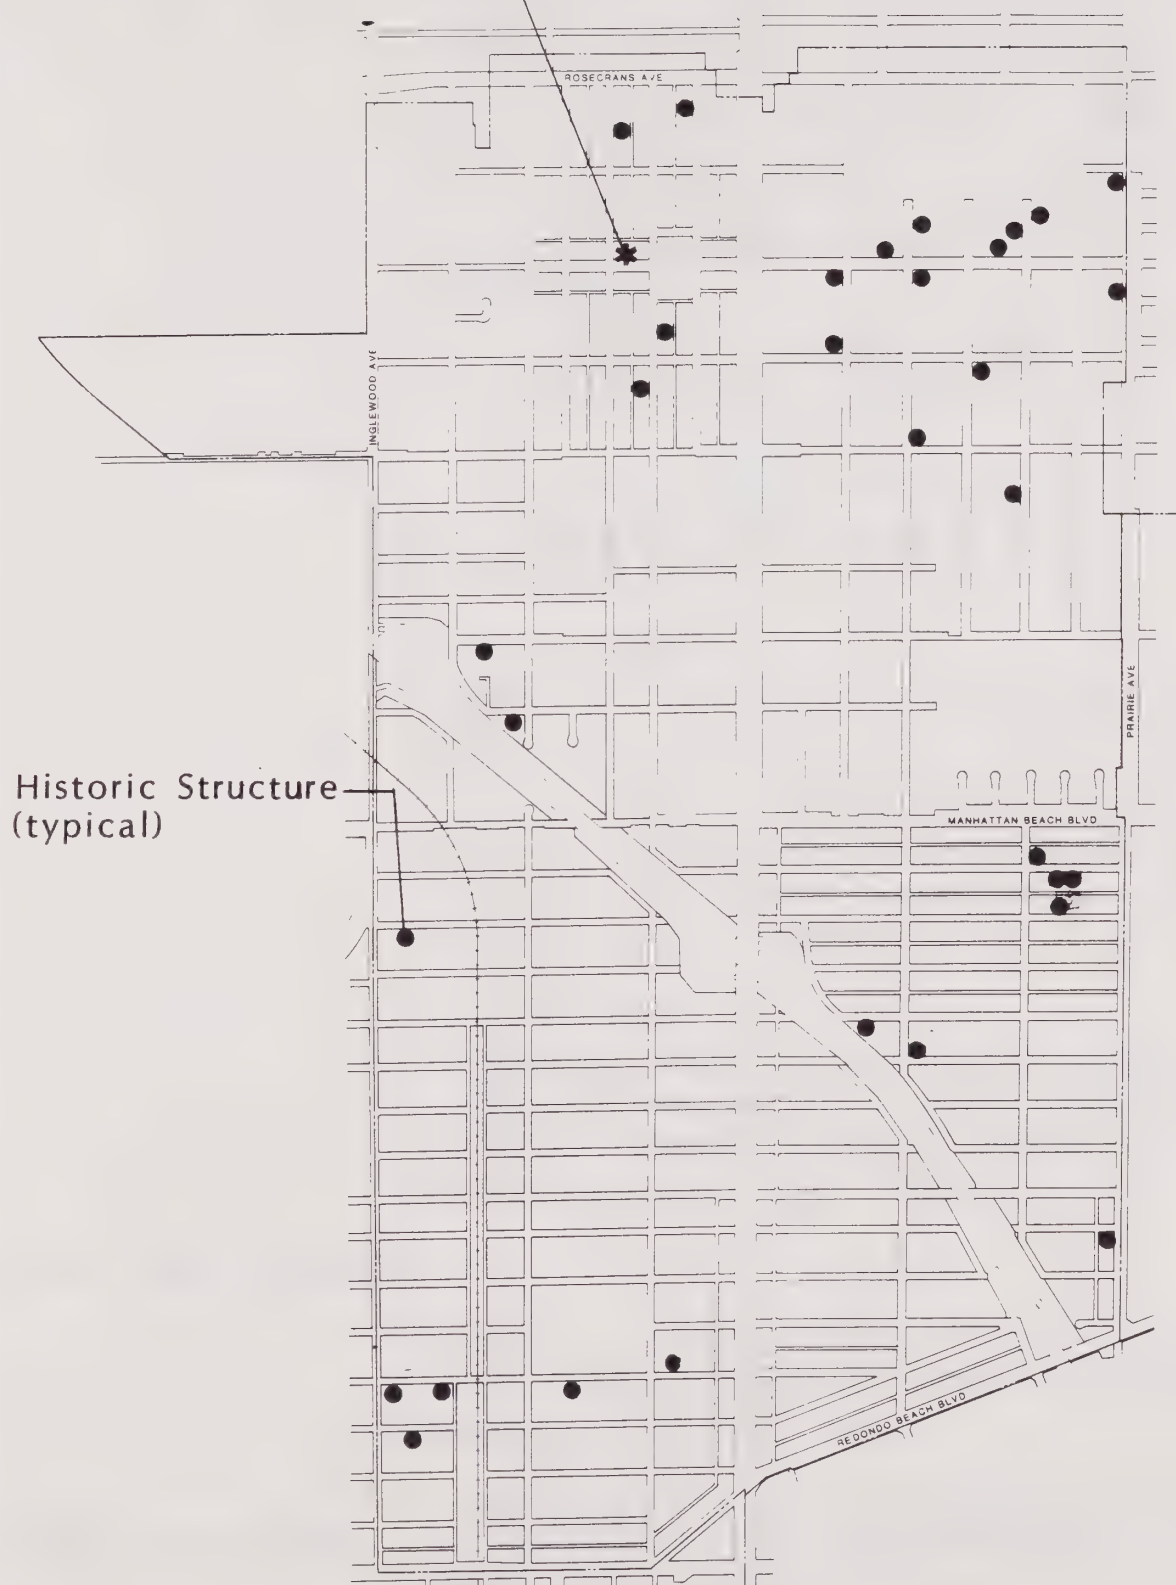 ROSECRANS AVE
INGLEWOOD AVE
PRAIRIE AVE
Historic Structure
(typical)
MANHATTAN BEACH BLVD
REDONDO BEACH BLVD